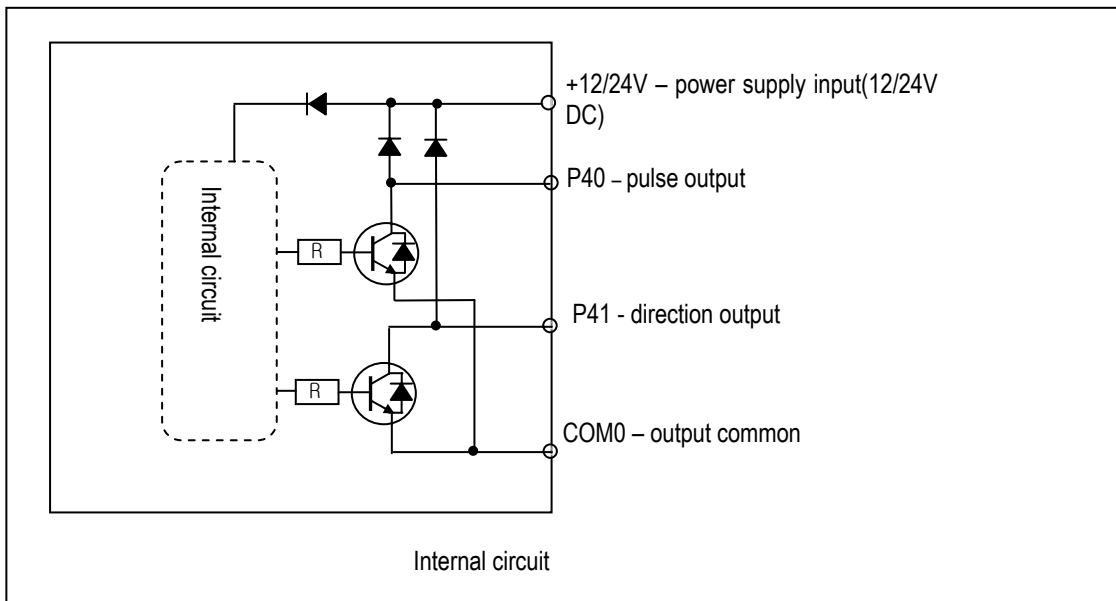 +12/24V – power supply input(12/24V
DC)
P40 – pulse output
Internal circuit
R
P41 - direction output
R
COM0 – output common
Internal circuit